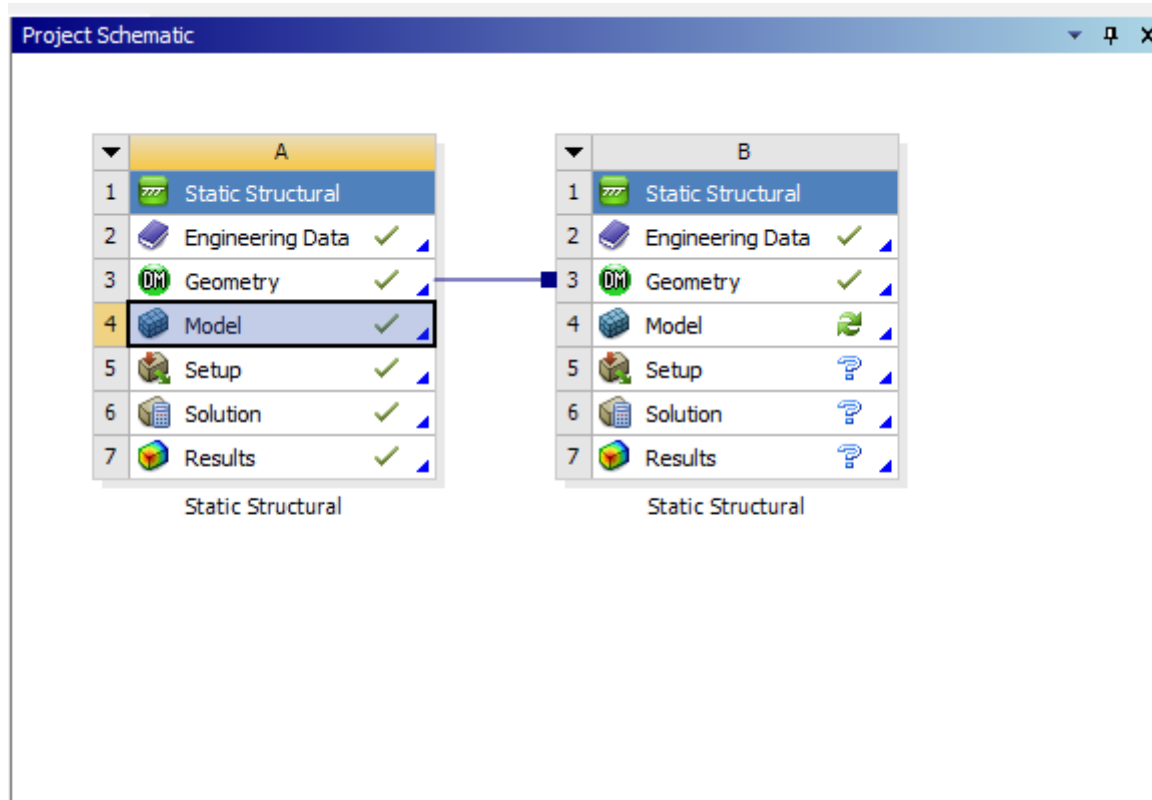 Project Schematic
A
1 Static Structural
2 Engineering Data
3 DM Geometry
4 Model
5 Setup
6 Solution
7 Results
Static Structural
B
1 Static Structural
2 Engineering Data
3 DM Geometry
4 Model
5 Setup
6 Solution
7 Results
Static Structural